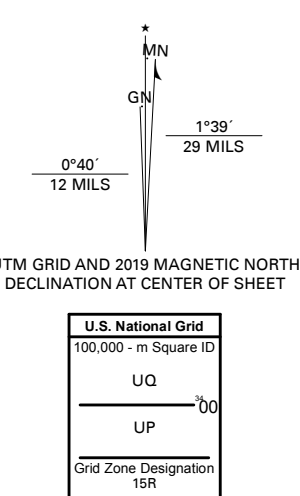 ★
MN
GN
1°39´
29 MILS
0°40´
12 MILS
UTM GRID AND 2019 MAGNETIC NORTH
DECLINATION AT CENTER OF SHEET
U.S. National Grid
100,000 - m Square ID
UQ
3400
UP
Grid Zone Designation
15R